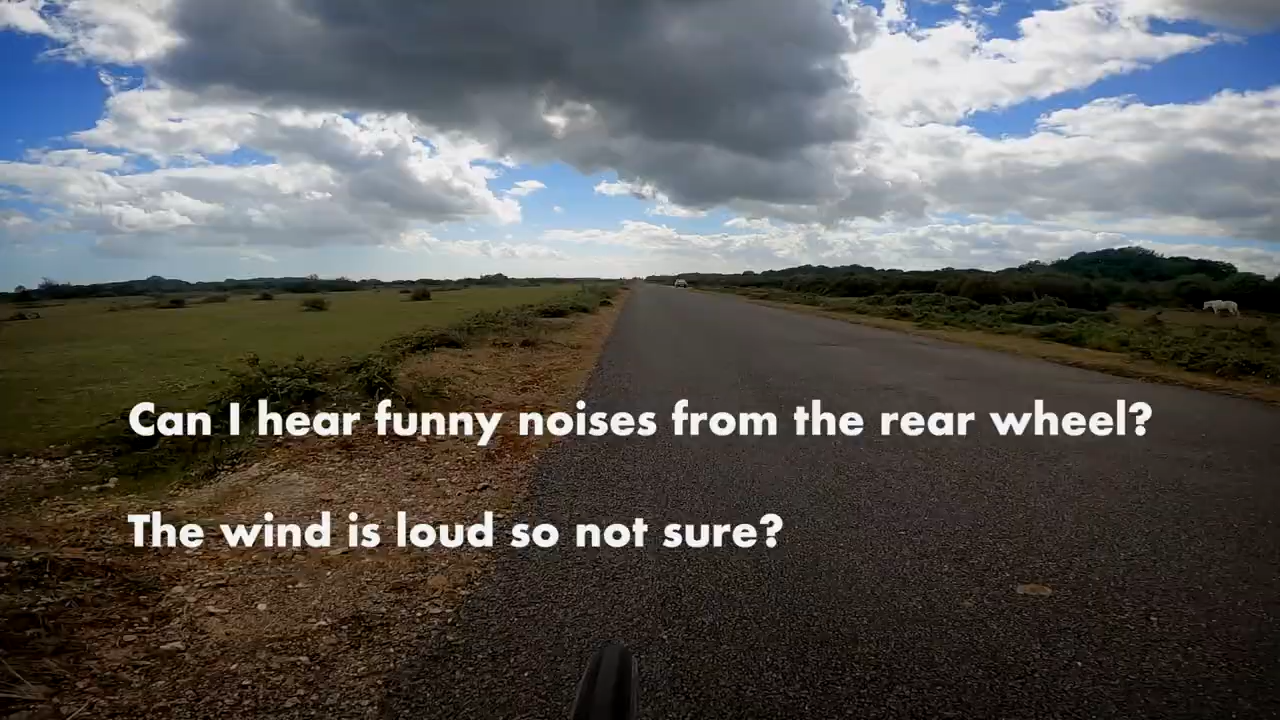 Can I hear funny noises from the rear wheel?
The wind is loud so not sure?